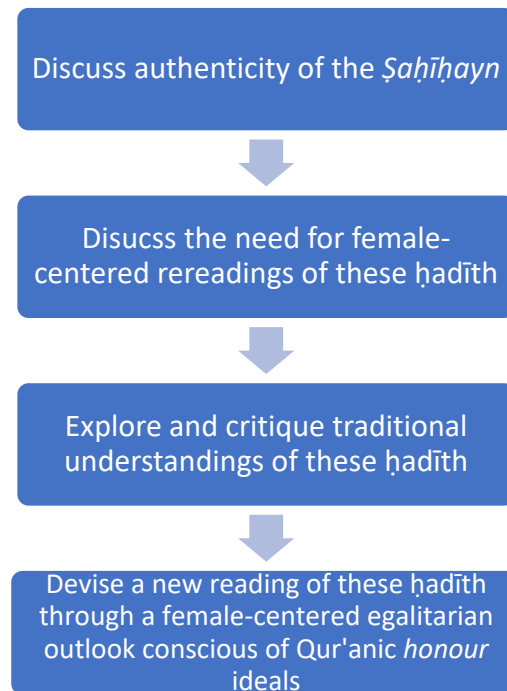 Discuss authenticity of the Ṣaḥīḥayn
Disucss the need for female-
centered rereadings of these ḥadīth
Explore and critique traditional
understandings of these ḥadīth
Devise a new reading of these ḥadīth
through a female-centered egalitarian
outlook conscious of Qur'anic honour
ideals